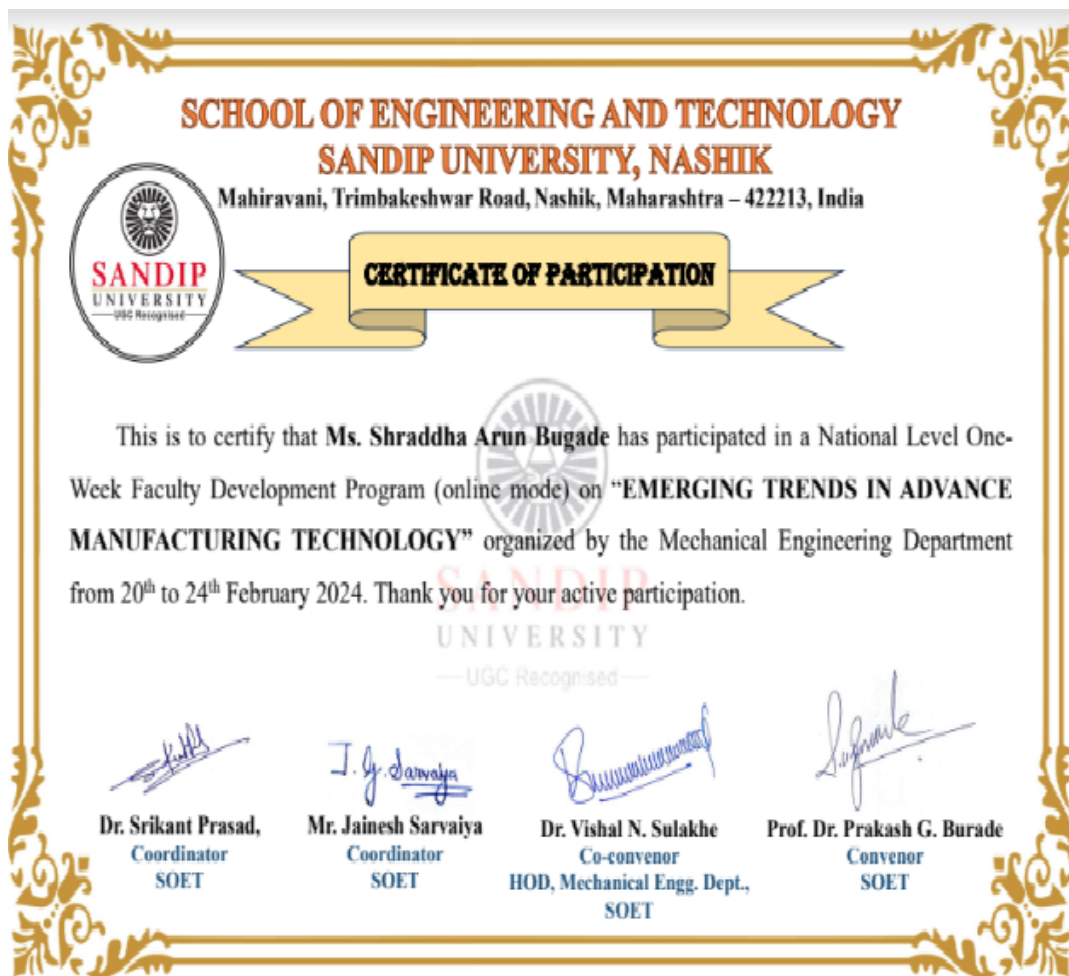 SCHOOL OF ENGINEERING AND TECHNOLOGY
SANDIP UNIVERSITY, NASHIK
Mahiravani, Trimbakeshwar Road, Nashik, Maharashtra – 422213, India
SANDIP
UNIVERSITY
UGC Recognised
CERTIFICATE OF PARTICIPATION
This is to certify that Ms. Shraddha Arun Bugade has participated in a National Level One-
Week Faculty Development Program (online mode) on “EMERGING TRENDS IN ADVANCE
MANUFACTURING TECHNOLOGY” organized by the Mechanical Engineering Department
from 20th to 24th February 2024. Thank you for your active participation.
SANDIP
UNIVERSITY
UGC Recognised
J. G. Sarvaiya
Dr. Srikant Prasad, Mr. Jainesh Sarvaiya Dr. Vishal N. Sulakhe Prof. Dr. Prakash G. Burade
Coordinator Coordinator Co-convenor Convenor
SOET SOET HOD, Mechanical Engg. Dept., SOET
SOET